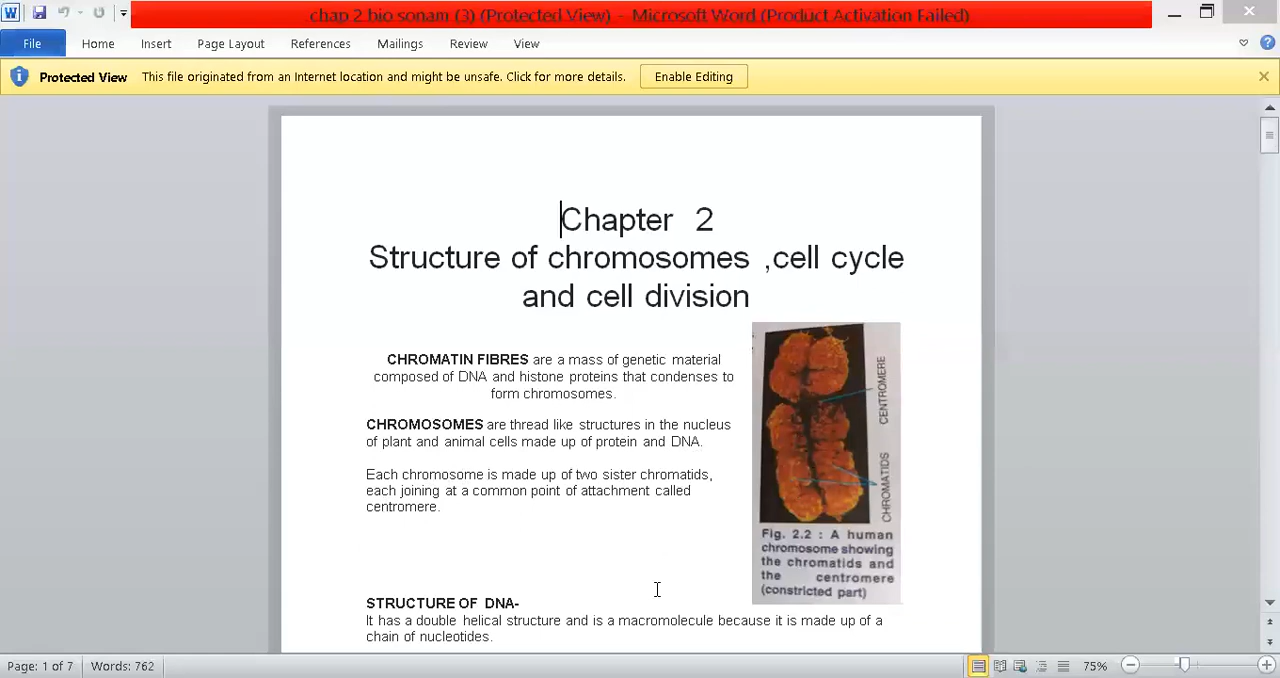 chap 2 bio sonam (3) (Protected View) - Microsoft Word (Product Activation Failed)
File Home Insert Page Layout References Mailings Review View
Protected View This file originated from an Internet location and might be unsafe. Click for more details. Enable Editing
Chapter 2
Structure of chromosomes ,cell cycle
and cell division
CHROMATIN FIBRES are a mass of genetic material
composed of DNA and histone proteins that condenses to
form chromosomes.
CHROMOSOMES are thread like structures in the nucleus
of plant and animal cells made up of protein and DNA.
Each chromosome is made up of two sister chromatids,
each joining at a common point of attachment called
centromere.
CENTROMERE
CHROMATIDS
Fig. 2.2 : A human
chromosome showing
the chromatids and
the centromere
(constricted part)
STRUCTURE OF DNA-
It has a double helical structure and is a macromolecule because it is made up of a
chain of nucleotides.
Page: 1 of 7 Words: 762 75%